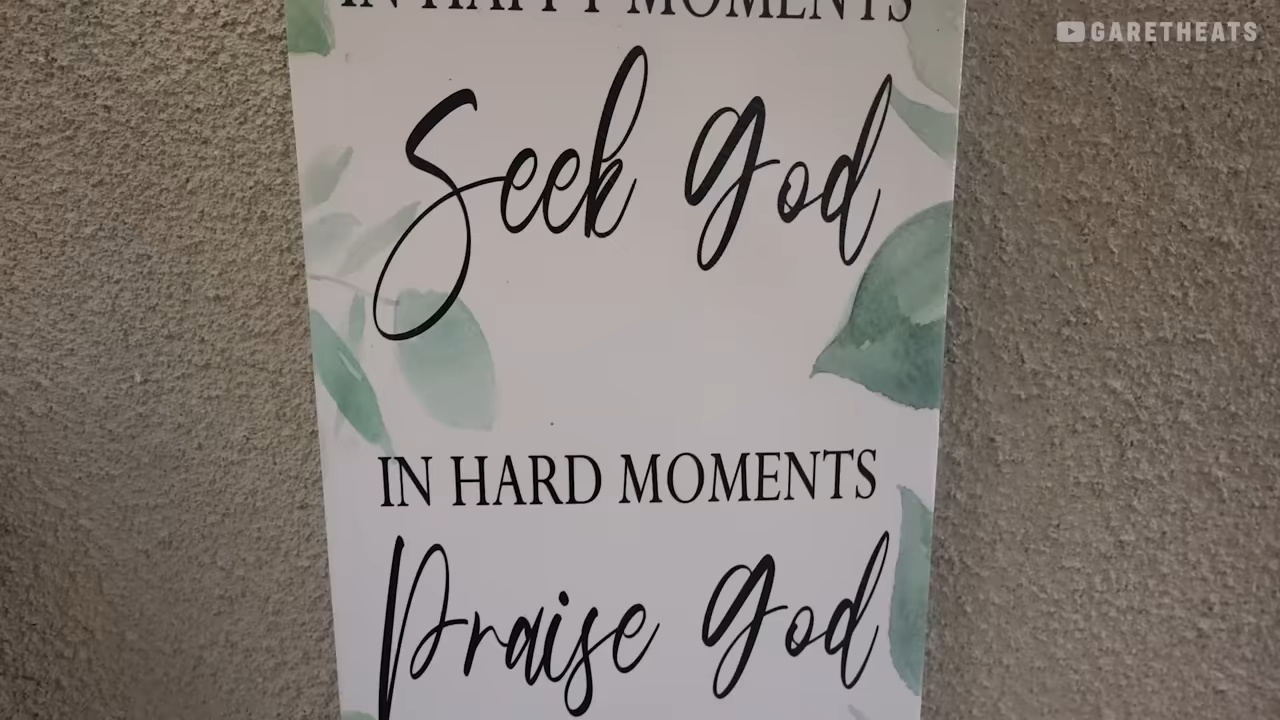 GARETHEATS
IN HAPPY MOMENTS
Seek God
IN HARD MOMENTS
Praise God